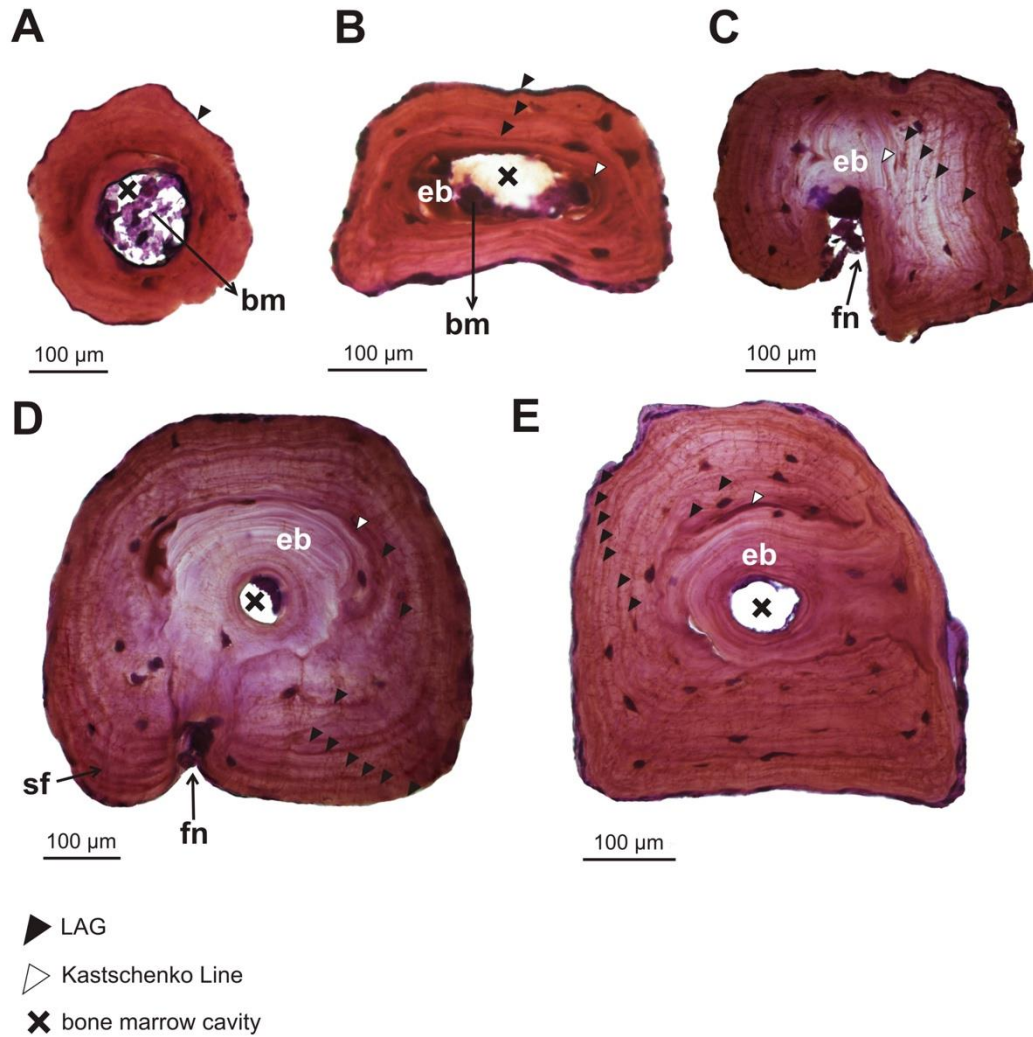 A
B
C
bm
eb
bm
eb
fn
100 µm
100 µm
100 µm
D
E
eb
eb
sf
fn
100 µm
100 µm
LAG
Kastschenko Line
bone marrow cavity